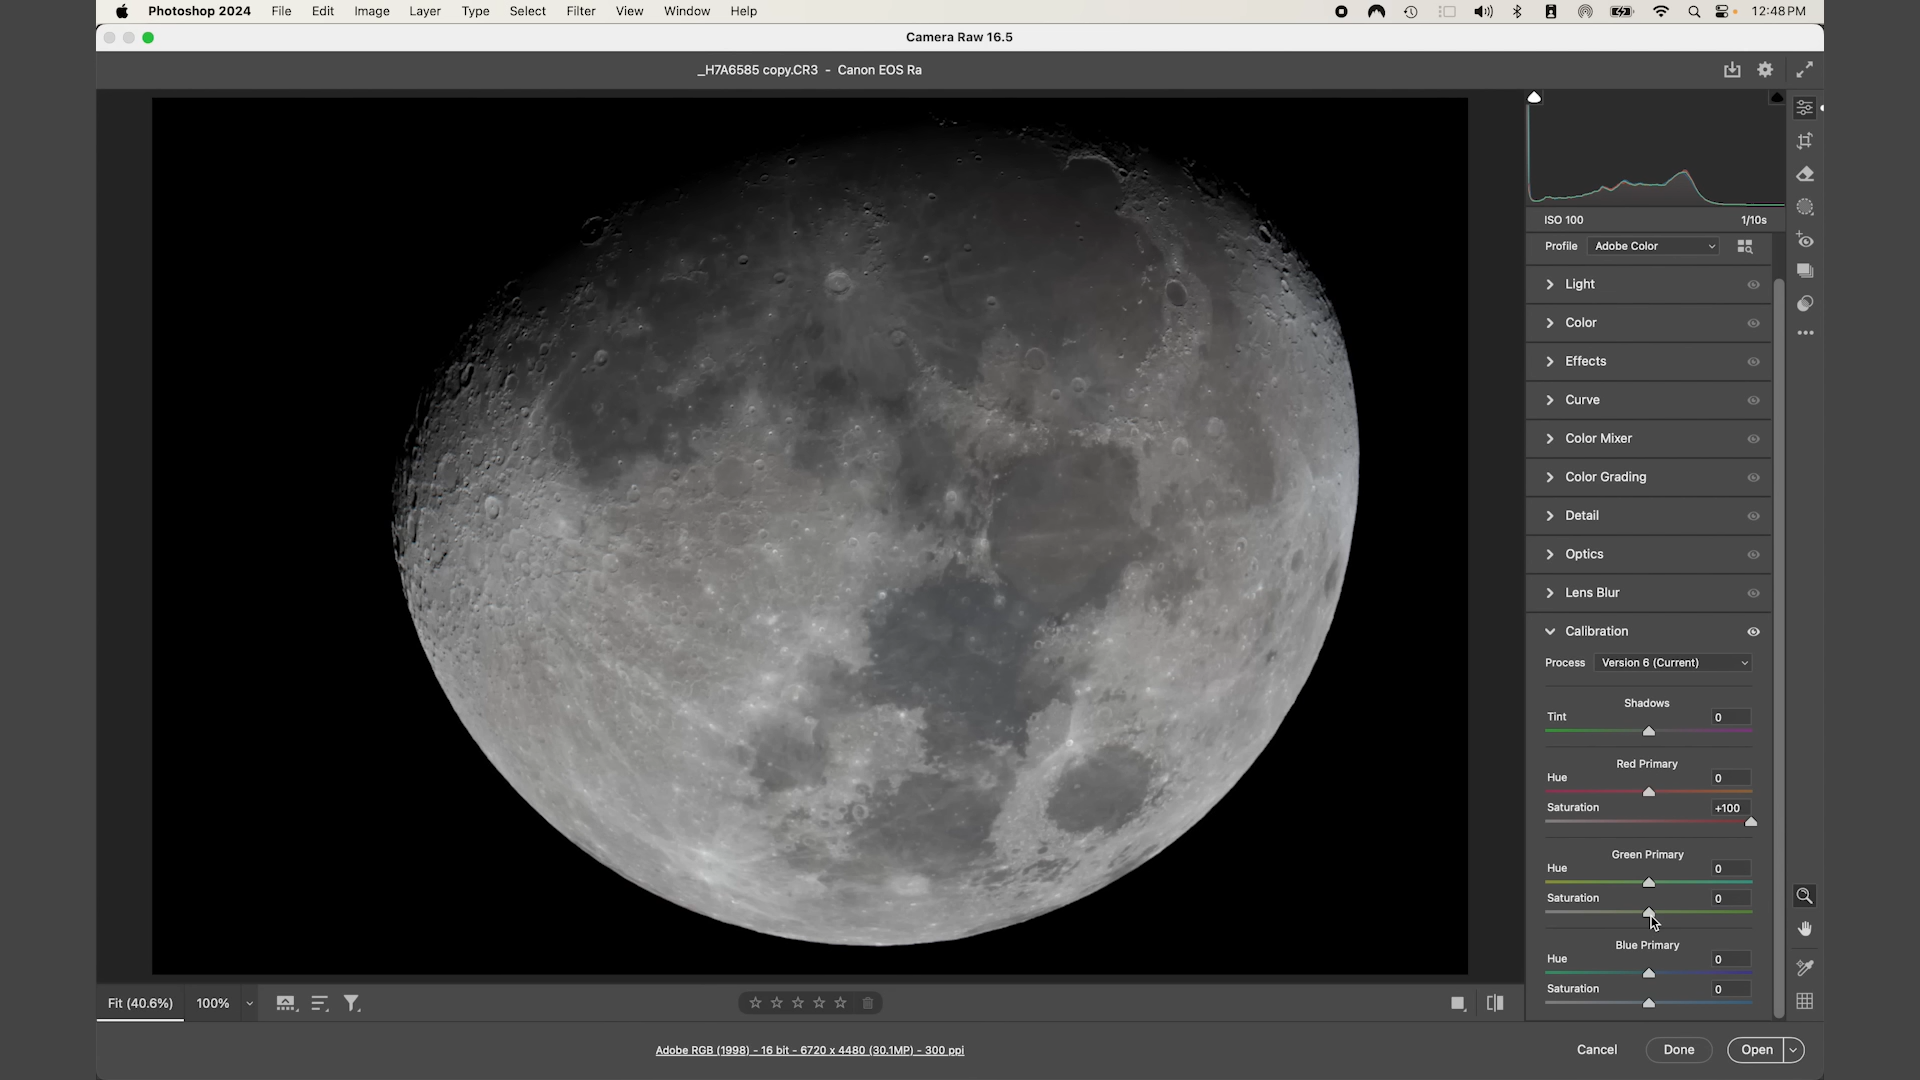 Photoshop 2024 File Edit Image Layer Type Select Filter View Window Help 12:48PM
Camera Raw 16.5
_H7A6585 copy.CR3 - Canon EOS Ra
ISO 100 1/10s
Profile Adobe Color
Light
Color
Effects
Curve
Color Mixer
Color Grading
Detail
Optics
Lens Blur
Calibration
Process Version 6 (Current)
Shadows
Tint 0
Red Primary
Hue 0
Saturation +100
Green Primary
Hue 0
Saturation 0
Blue Primary
Hue 0
Saturation 0
Fit (40.6%) 100%
Adobe RGB (1998) - 16 bit - 6720 x 4480 (30.1MP) - 300 ppi
Cancel Done Open